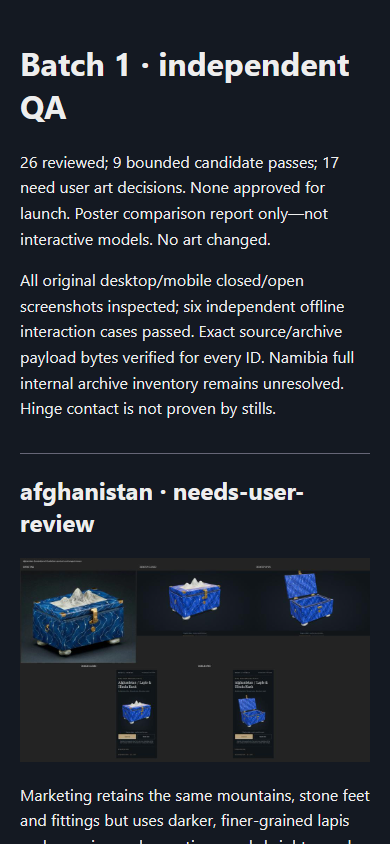 Batch 1 · independent
QA
26 reviewed; 9 bounded candidate passes; 17
need user art decisions. None approved for
launch. Poster comparison report only—not
interactive models. No art changed.
All original desktop/mobile closed/open
screenshots inspected; six independent offline
interaction cases passed. Exact source/archive
payload bytes verified for every ID. Namibia full
internal archive inventory remains unresolved.
Hinge contact is not proven by stills.
afghanistan · needs-user-
review
Afghanistan / Lapis &
Hindu Kush
Afghanistan / Lapis &
Hindu Kush
Marketing retains the same mountains, stone feet
and fittings but uses darker, finer-grained lapis